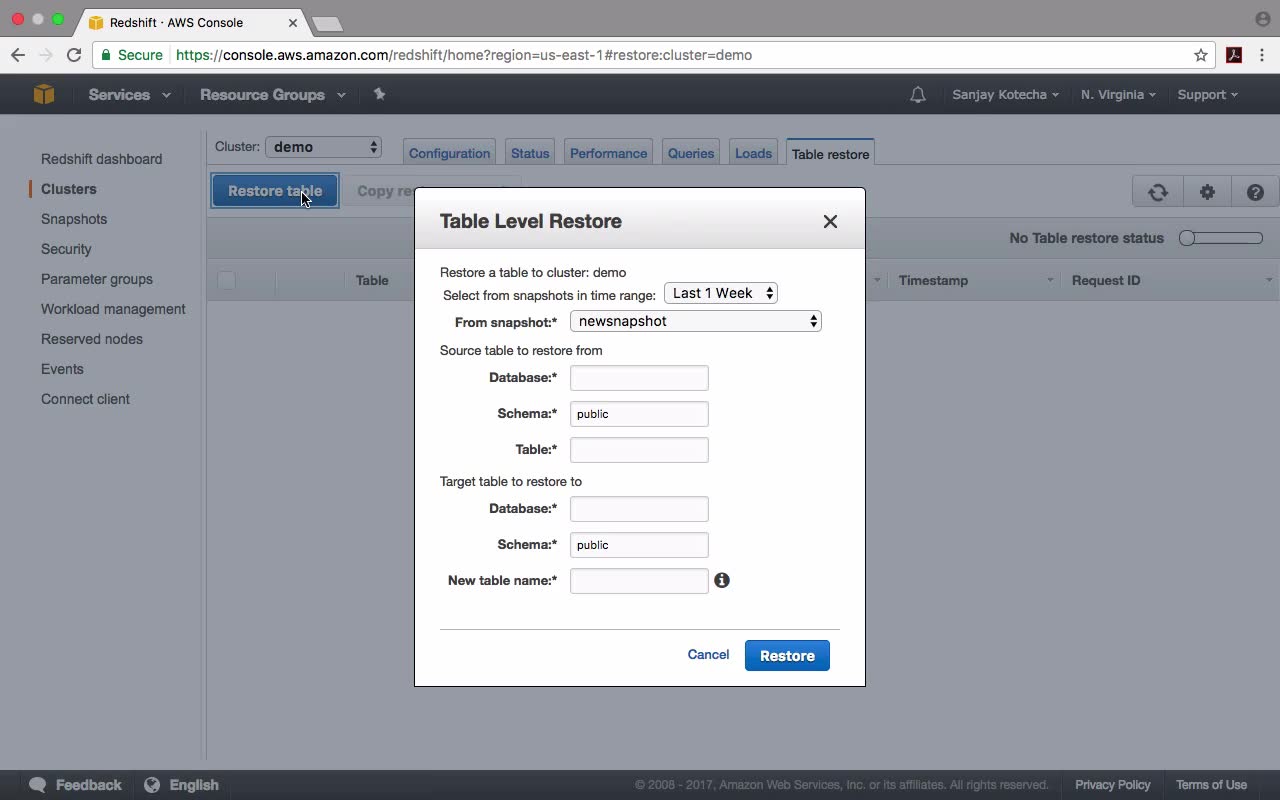 Redshift · AWS Console
Secure https://console.aws.amazon.com/redshift/home?region=us-east-1#restore:cluster=demo
Services Resource Groups Sanjay Kotecha N. Virginia Support
Redshift dashboard
Clusters
Snapshots
Security
Parameter groups
Workload management
Reserved nodes
Events
Connect client
Cluster: demo Configuration Status Performance Queries Loads Table restore
Restore table Copy re
No Table restore status
Table Timestamp Request ID
Table Level Restore
Restore a table to cluster: demo
Select from snapshots in time range: Last 1 Week
From snapshot:* newsnapshot
Source table to restore from
Database:*
Schema:* public
Table:*
Target table to restore to
Database:*
Schema:* public
New table name:*
Cancel Restore
Feedback English © 2008 - 2017, Amazon Web Services, Inc. or its affiliates. All rights reserved. Privacy Policy Terms of Use